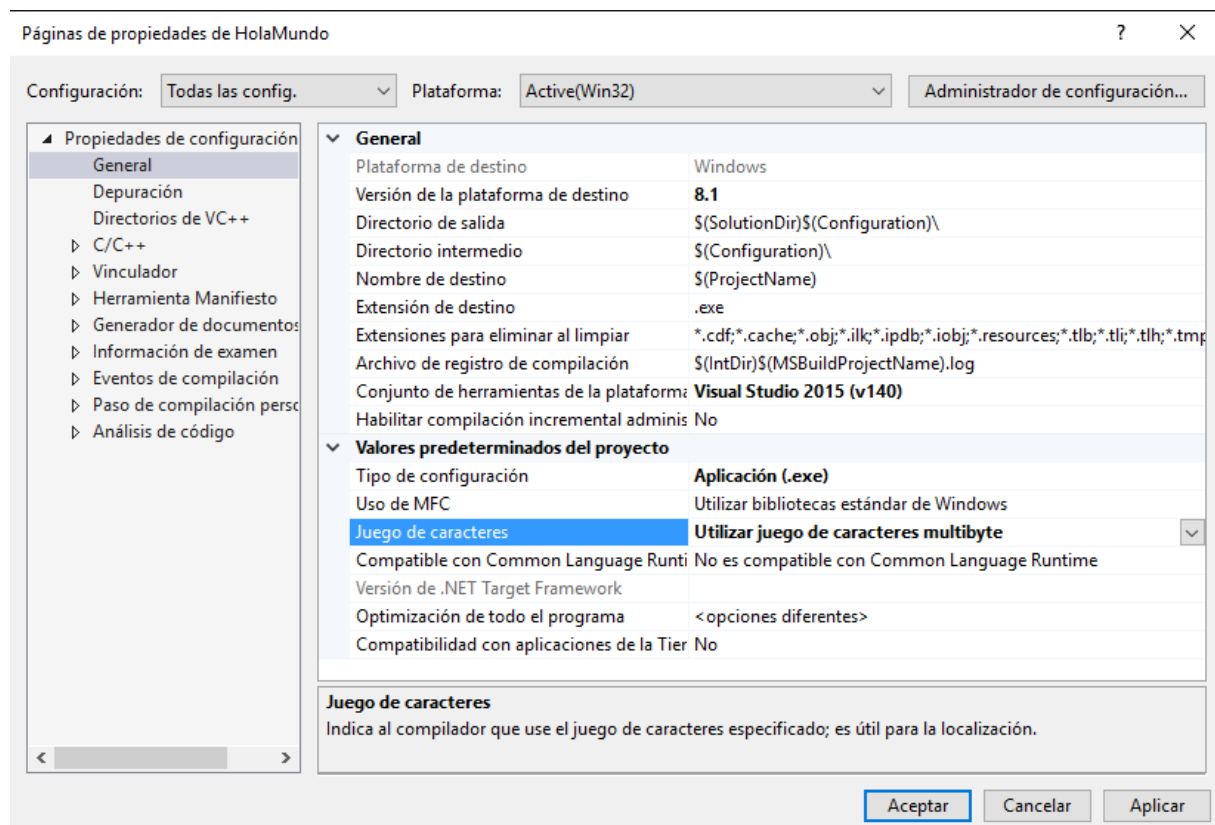 Páginas de propiedades de HolaMundo ?
Configuración: Todas las config. Plataforma: Active(Win32) Administrador de configuración...
Propiedades de configuración
General
Depuración
Directorios de VC++
C/C++
Vinculador
Herramienta Manifiesto
Generador de documentos
Información de examen
Eventos de compilación
Paso de compilación perso
Análisis de código
General
Plataforma de destino Windows
Versión de la plataforma de destino 8.1
Directorio de salida $(SolutionDir)$(Configuration)\
Directorio intermedio $(Configuration)\
Nombre de destino $(ProjectName)
Extensión de destino .exe
Extensiones para eliminar al limpiar *.cdf;*.cache;*.obj;*.ilk;*.ipdb;*.iobj;*.resources;*.tlb;*.tli;*.tlh;*.tmp
Archivo de registro de compilación $(IntDir)$(MSBuildProjectName).log
Conjunto de herramientas de la plataforma Visual Studio 2015 (v140)
Habilitar compilación incremental adminis No
Valores predeterminados del proyecto
Tipo de configuración Aplicación (.exe)
Uso de MFC Utilizar bibliotecas estándar de Windows
Juego de caracteres Utilizar juego de caracteres multibyte
Compatible con Common Language Runti No es compatible con Common Language Runtime
Versión de .NET Target Framework
Optimización de todo el programa <opciones diferentes>
Compatibilidad con aplicaciones de la Tier No
Juego de caracteres
Indica al compilador que use el juego de caracteres especificado; es útil para la localización.
Aceptar Cancelar Aplicar